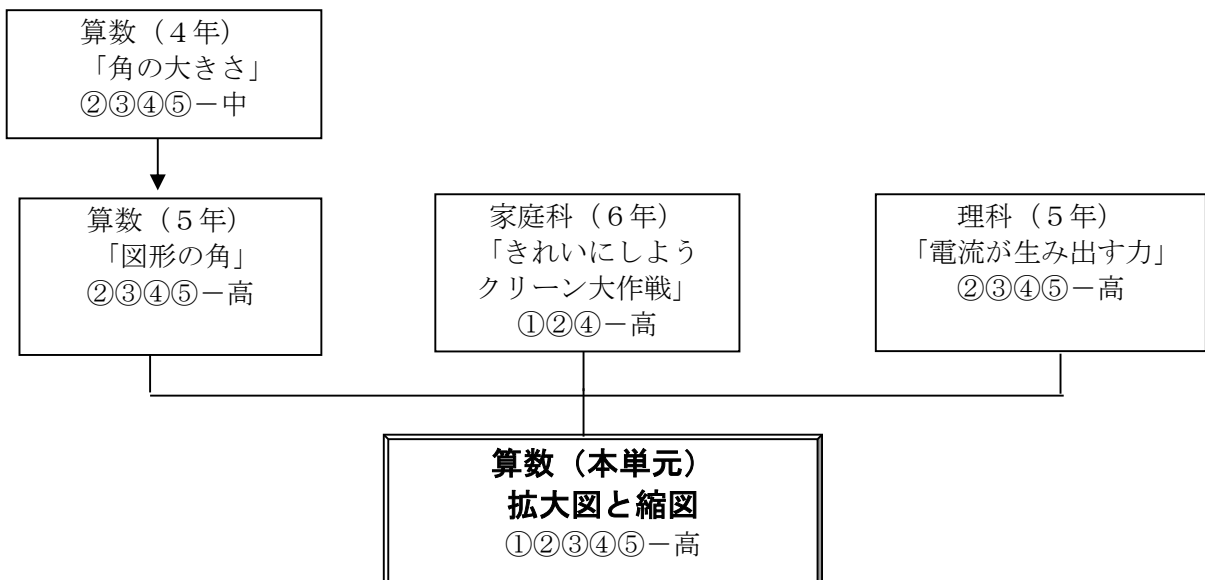 算数（４年）
「角の大きさ」
②③④⑤－中
算数（５年）
「図形の角」
②③④⑤－高
家庭科（６年）
「きれいにしよう
クリーン大作戦」
①②④－高
理科（５年）
「電流が生み出す力」
②③④⑤－高
算数（本単元）
拡大図と縮図
①②③④⑤－高